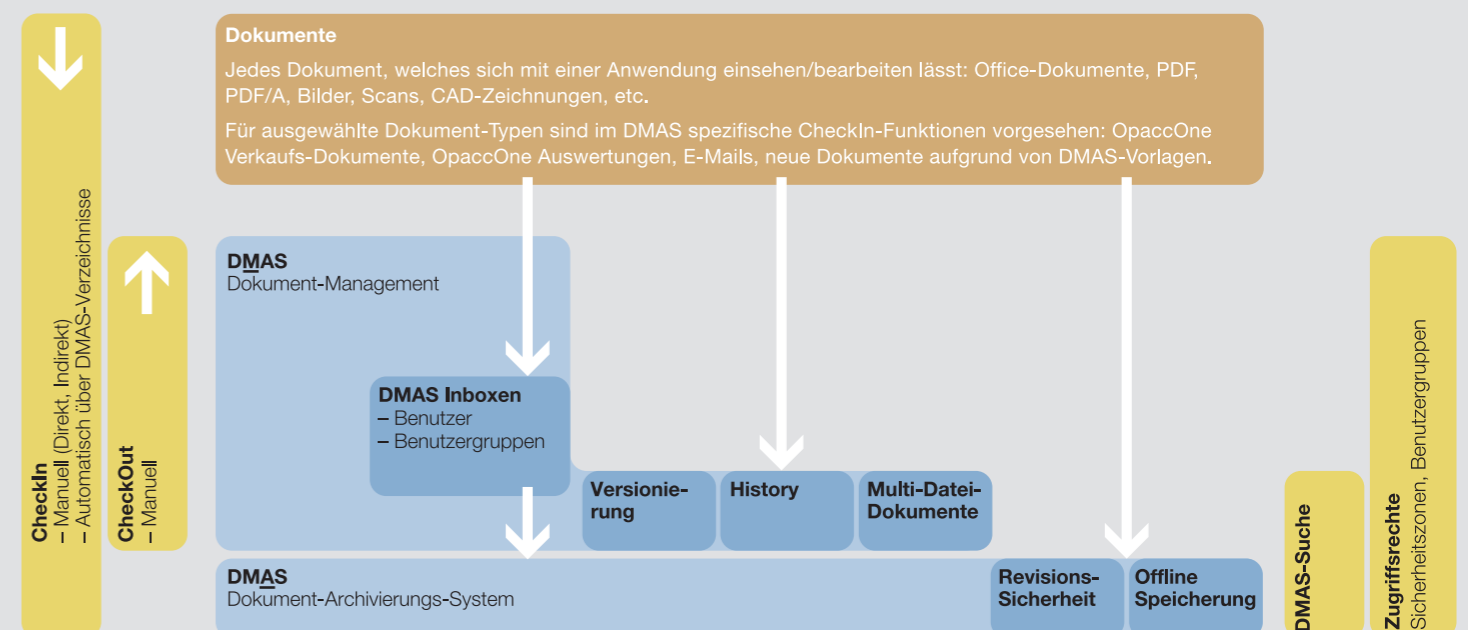 Dokumente
Jedes Dokument, welches sich mit einer Anwendung einsehen/bearbeiten lässt: Office-Dokumente, PDF,
PDF/A, Bilder, Scans, CAD-Zeichnungen, etc.
Für ausgewählte Dokument-Typen sind im DMAS spezifische CheckIn-Funktionen vorgesehen: OpaccOne
Verkaufs-Dokumente, OpaccOne Auswertungen, E-Mails, neue Dokumente aufgrund von DMAS-Vorlagen.
CheckIn
– Manuell (Direkt, Indirekt)
– Automatisch über DMAS-Verzeichnisse
CheckOut
– Manuell
DMAS
Dokument-Management
DMAS Inboxen
– Benutzer
– Benutzergruppen
Versionie-
rung
History
Multi-Datei-
Dokumente
DMAS
Dokument-Archivierungs-System
Revisions-
Sicherheit
Offline
Speicherung
DMAS-Suche
Zugriffsrechte
Sicherheitszonen, Benutzergruppen